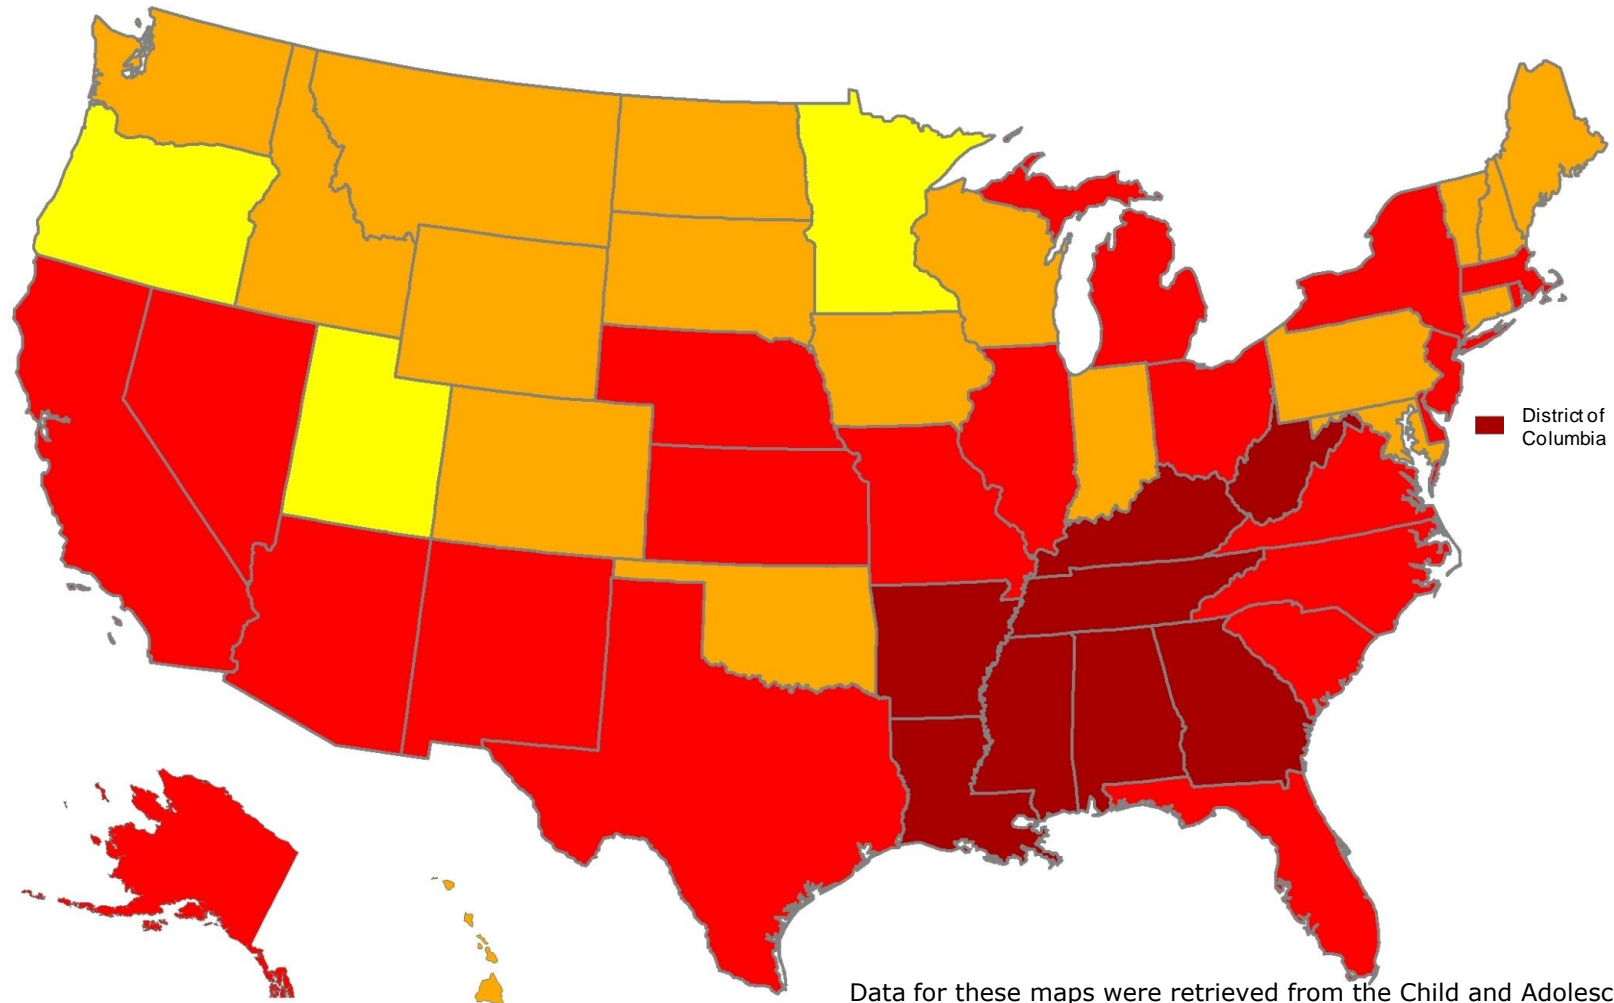 District of
Columbia
Data for these maps were retrieved from the Child and Adolesc